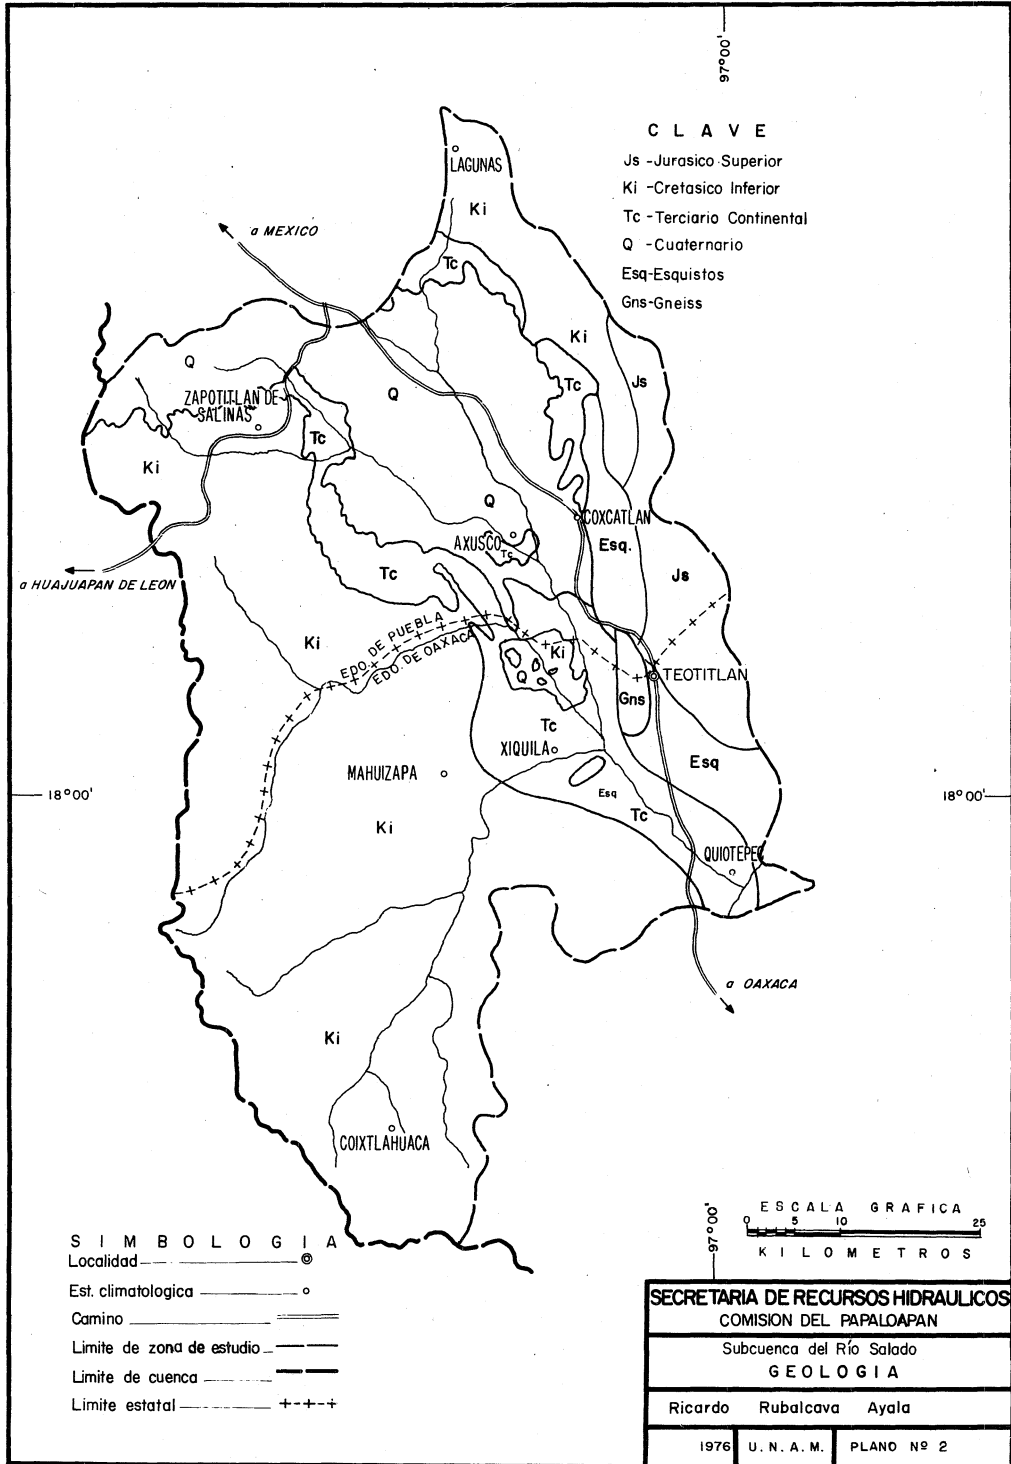 97°00'
C L A V E
Js -Jurasico Superior
Ki -Cretasico Inferior
Tc -Terciario Continental
Q -Cuaternario
Esq-Esquistos
Gns-Gneiss
LAGUNAS
Ki
a MEXICO
Tc
Ki
Q
Js
Tc
ZAPOTITLAN DE
SALINAS
Q
Tc
Ki
Q
COXCATLAN
AXUSCO
Tc
Esq.
Tc
Js
a HUAJUAPAN DE LEON
EDO. DE PUEBLA
EDO. DE OAXACA
Ki
Ki
Q
TEOTITLAN
Gns
Tc
XIQUILA
Esq
MAHUIZAPA
18°00'
Esq
18°00'
Tc
Ki
QUIOTEPEC
a OAXACA
Ki
COIXTLAHUACA
97°00'
ESCALA GRAFICA
0 5 10 25
KILOMETROS
S I M B O L O G I A
Localidad
Est. climatologica
Camino
Limite de zona de estudio
Limite de cuenca
Limite estatal
SECRETARIA DE RECURSOS HIDRAULICOS
COMISION DEL PAPALOAPAN
Subcuenca del Río Salado
GEOLOGIA
Ricardo Rubalcava Ayala
1976 U. N. A. M. PLANO Nº 2